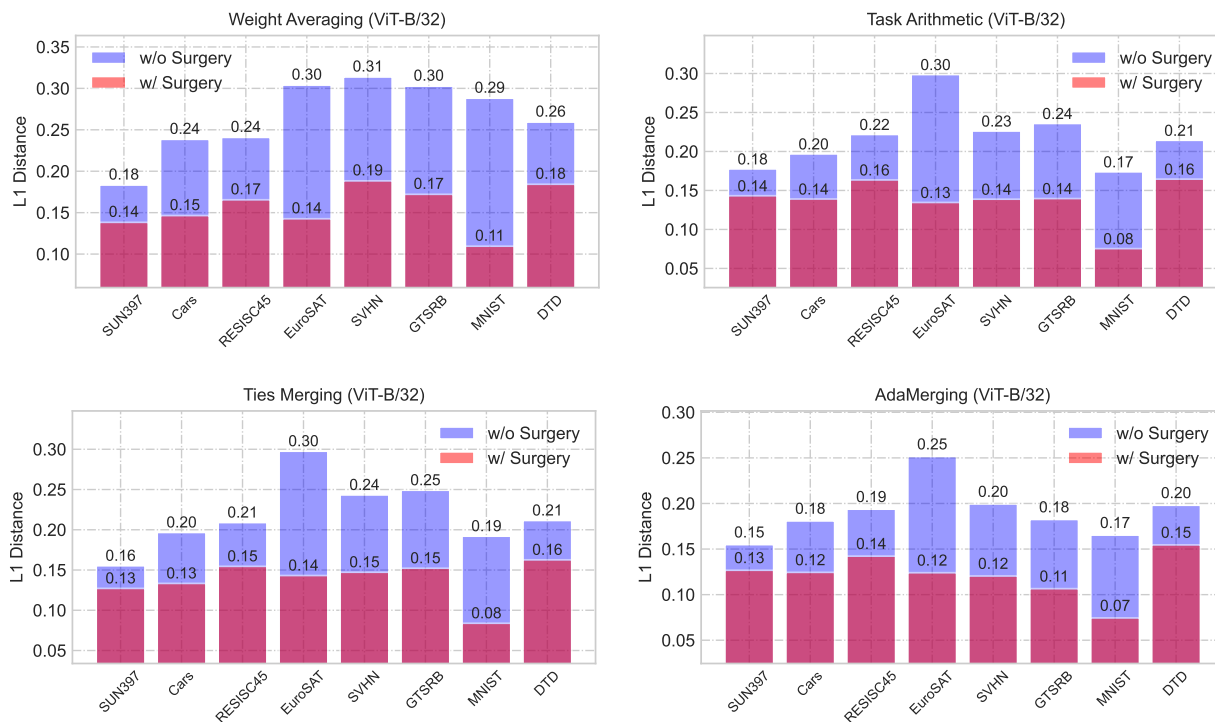 Weight Averaging (ViT-B/32)
L1 Distance
0.35
0.30
0.25
0.20
0.15
0.10
w/o Surgery
w/ Surgery
0.18
0.24
0.24
0.30
0.31
0.30
0.29
0.26
0.14
0.15
0.17
0.14
0.19
0.17
0.11
0.18
SUN397
Cars
RESISC45
EuroSAT
SVHN
GTSRB
MNIST
DTD
Task Arithmetic (ViT-B/32)
L1 Distance
0.30
0.25
0.20
0.15
0.10
0.05
w/o Surgery
w/ Surgery
0.18
0.20
0.22
0.30
0.23
0.24
0.17
0.21
0.14
0.14
0.16
0.13
0.14
0.14
0.08
0.16
SUN397
Cars
RESISC45
EuroSAT
SVHN
GTSRB
MNIST
DTD
Ties Merging (ViT-B/32)
L1 Distance
0.30
0.25
0.20
0.15
0.10
0.05
w/o Surgery
w/ Surgery
0.16
0.20
0.21
0.30
0.24
0.25
0.19
0.21
0.13
0.13
0.15
0.14
0.15
0.15
0.08
0.16
SUN397
Cars
RESISC45
EuroSAT
SVHN
GTSRB
MNIST
DTD
AdaMerging (ViT-B/32)
L1 Distance
0.30
0.25
0.20
0.15
0.10
0.05
w/o Surgery
w/ Surgery
0.15
0.18
0.19
0.25
0.20
0.18
0.17
0.20
0.13
0.12
0.14
0.12
0.12
0.11
0.07
0.15
SUN397
Cars
RESISC45
EuroSAT
SVHN
GTSRB
MNIST
DTD